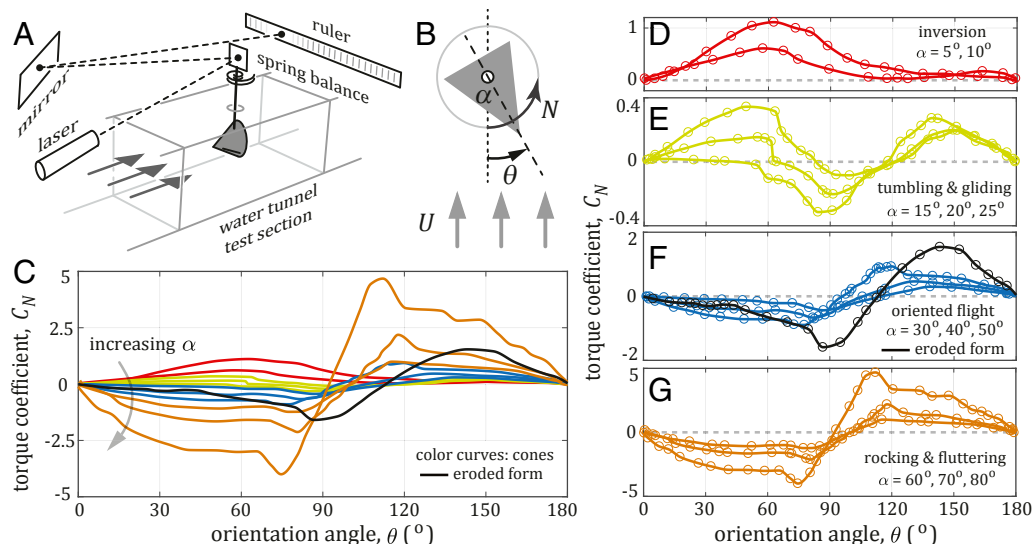 A
mirror
laser
ruler
spring balance
water tunnel
test section
B
α
N
θ
U
C
torque coefficient, C_N
5
2.5
0
-2.5
-5
increasing α
color curves: cones
eroded form
0 30 60 90 120 150 180
orientation angle, θ (°)
torque coefficient, C_N
D
1
0
inversion
α = 5°, 10°
E
0.4
0
-0.4
tumbling & gliding
α = 15°, 20°, 25°
F
2
0
-2
oriented flight
α = 30°, 40°, 50°
eroded form
G
5
0
-5
rocking & fluttering
α = 60°, 70°, 80°
0 30 60 90 120 150 180
orientation angle, θ (°)